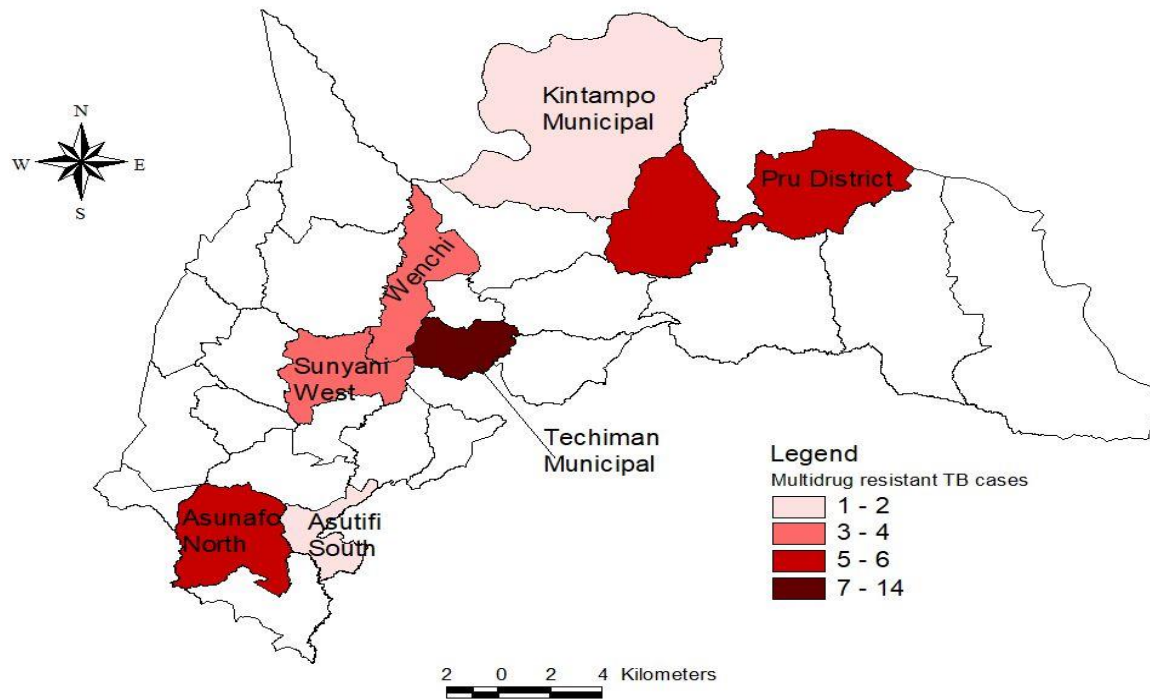 N
W E
S
Kintampo
Municipal
Pru District
Wenchi
Sunyani
West
Techiman
Municipal
Asunafo
North
Asutifi
South
Legend
Multidrug resistant TB cases
1 - 2
3 - 4
5 - 6
7 - 14
2 0 2 4 Kilometers